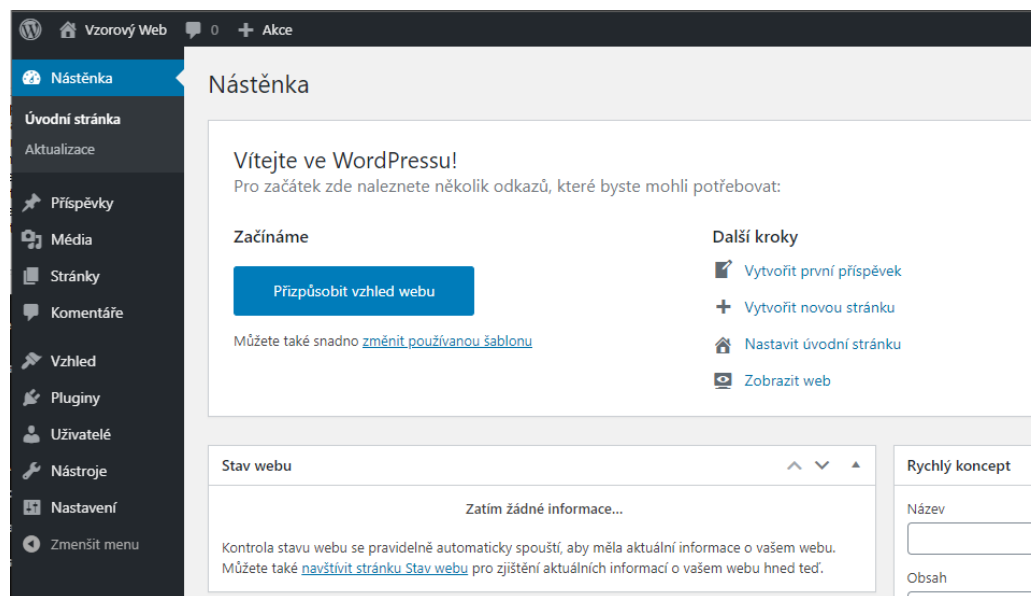 Vzorový Web 0 + Akce
Nástěnka
Úvodní stránka
Aktualizace
Příspěvky
Média
Stránky
Komentáře
Vzhled
Pluginy
Uživatelé
Nástroje
Nastavení
Zmenšit menu
Nástěnka
Vítejte ve WordPressu!
Pro začátek zde naleznete několik odkazů, které byste mohli potřebovat:
Začínáme
Přizpůsobit vzhled webu
Můžete také snadno změnit používanou šablonu
Další kroky
Vytvořit první příspěvek
Vytvořit novou stránku
Nastavit úvodní stránku
Zobrazit web
Stav webu
Zatím žádné informace...
Kontrola stavu webu se pravidelně automaticky spouští, aby měla aktuální informace o vašem webu.
Můžete také navštívit stránku Stav webu pro zjištění aktuálních informací o vašem webu hned teď.
Rychlý koncept
Název
Obsah